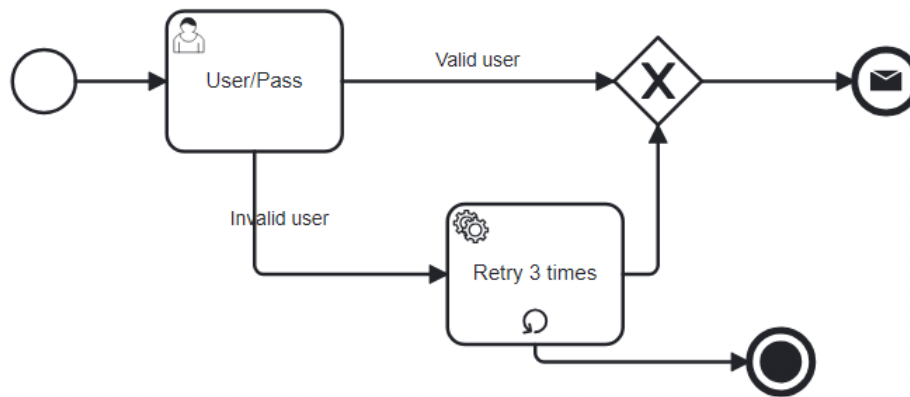 User/Pass
Valid user
Invalid user
Retry 3 times